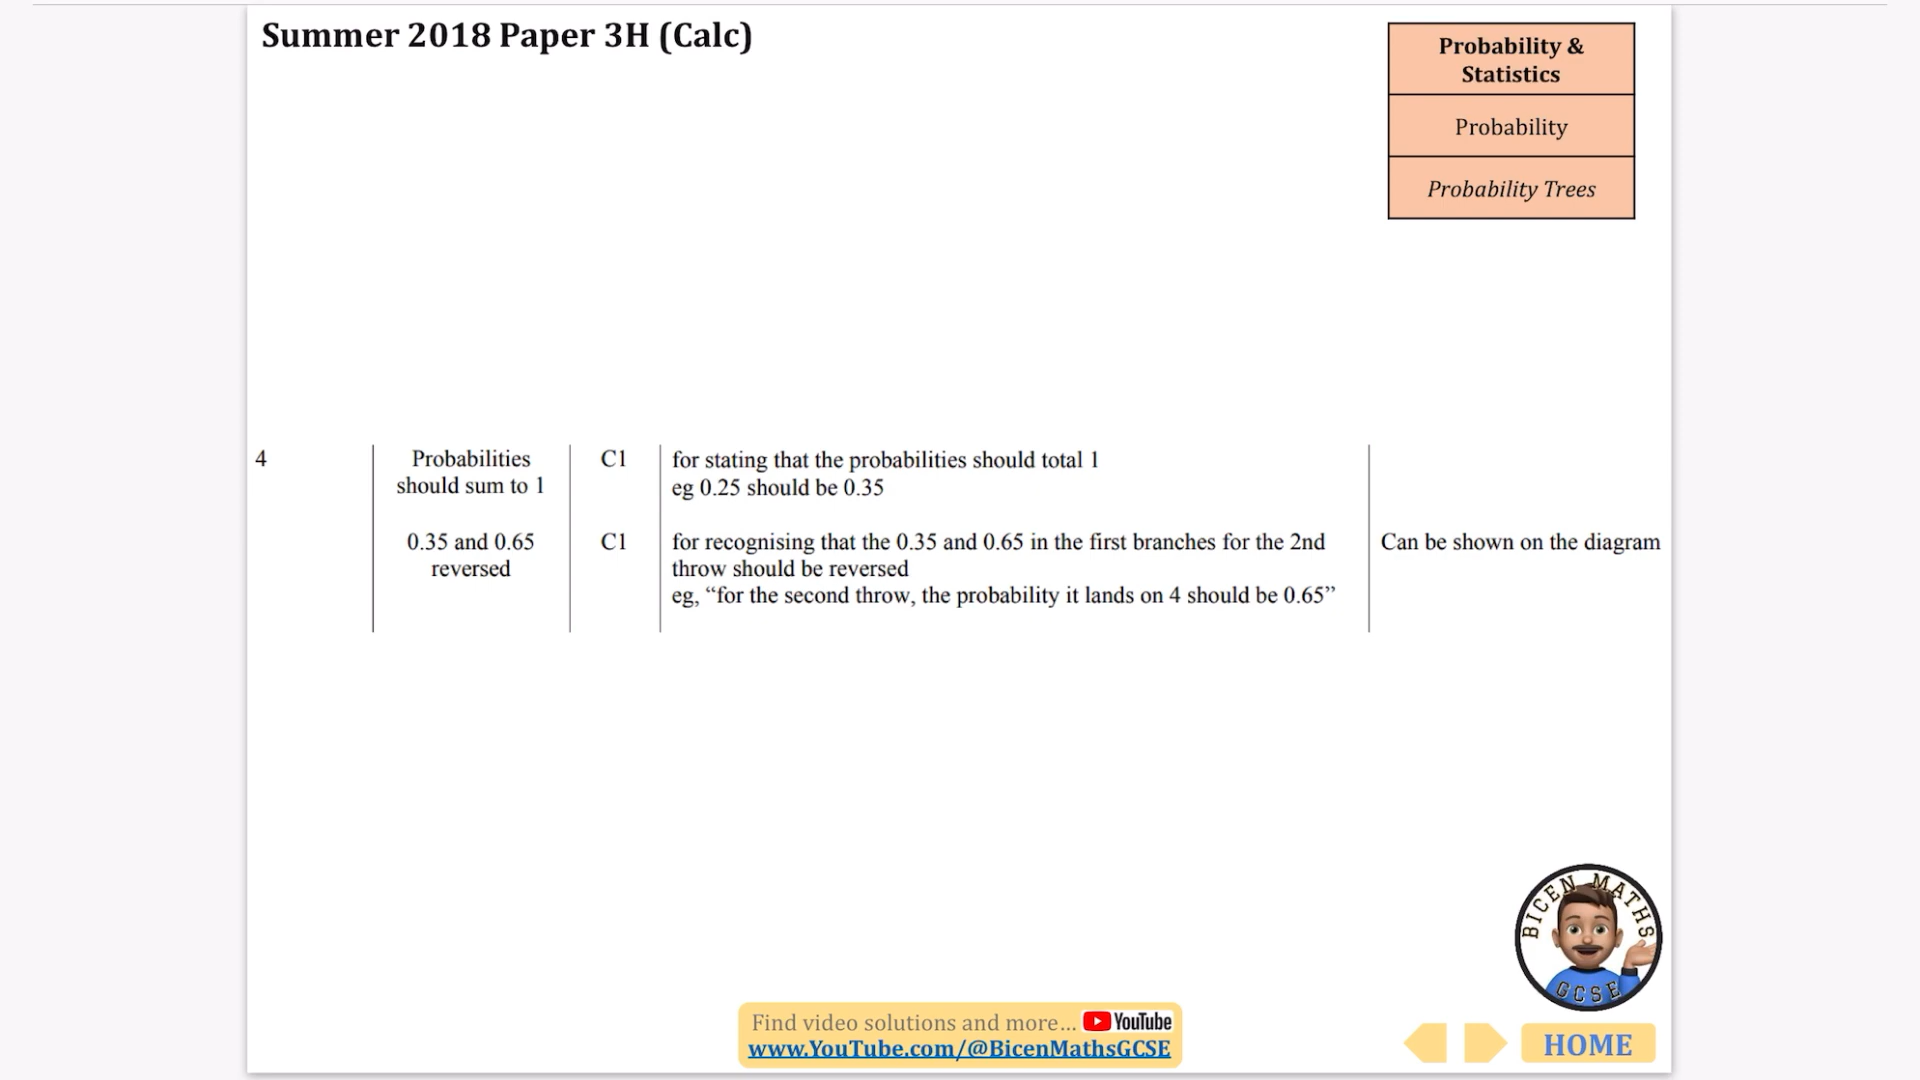 Summer 2018 Paper 3H (Calc)
Probability &
Statistics
Probability
Probability Trees
4
Probabilities
should sum to 1
C1
for stating that the probabilities should total 1
eg 0.25 should be 0.35
0.35 and 0.65
reversed
C1
for recognising that the 0.35 and 0.65 in the first branches for the 2nd
throw should be reversed
eg, “for the second throw, the probability it lands on 4 should be 0.65”
Can be shown on the diagram
BICEN MATHS
GCSE
Find video solutions and more... YouTube
www.YouTube.com/@BicenMathsGCSE
HOME